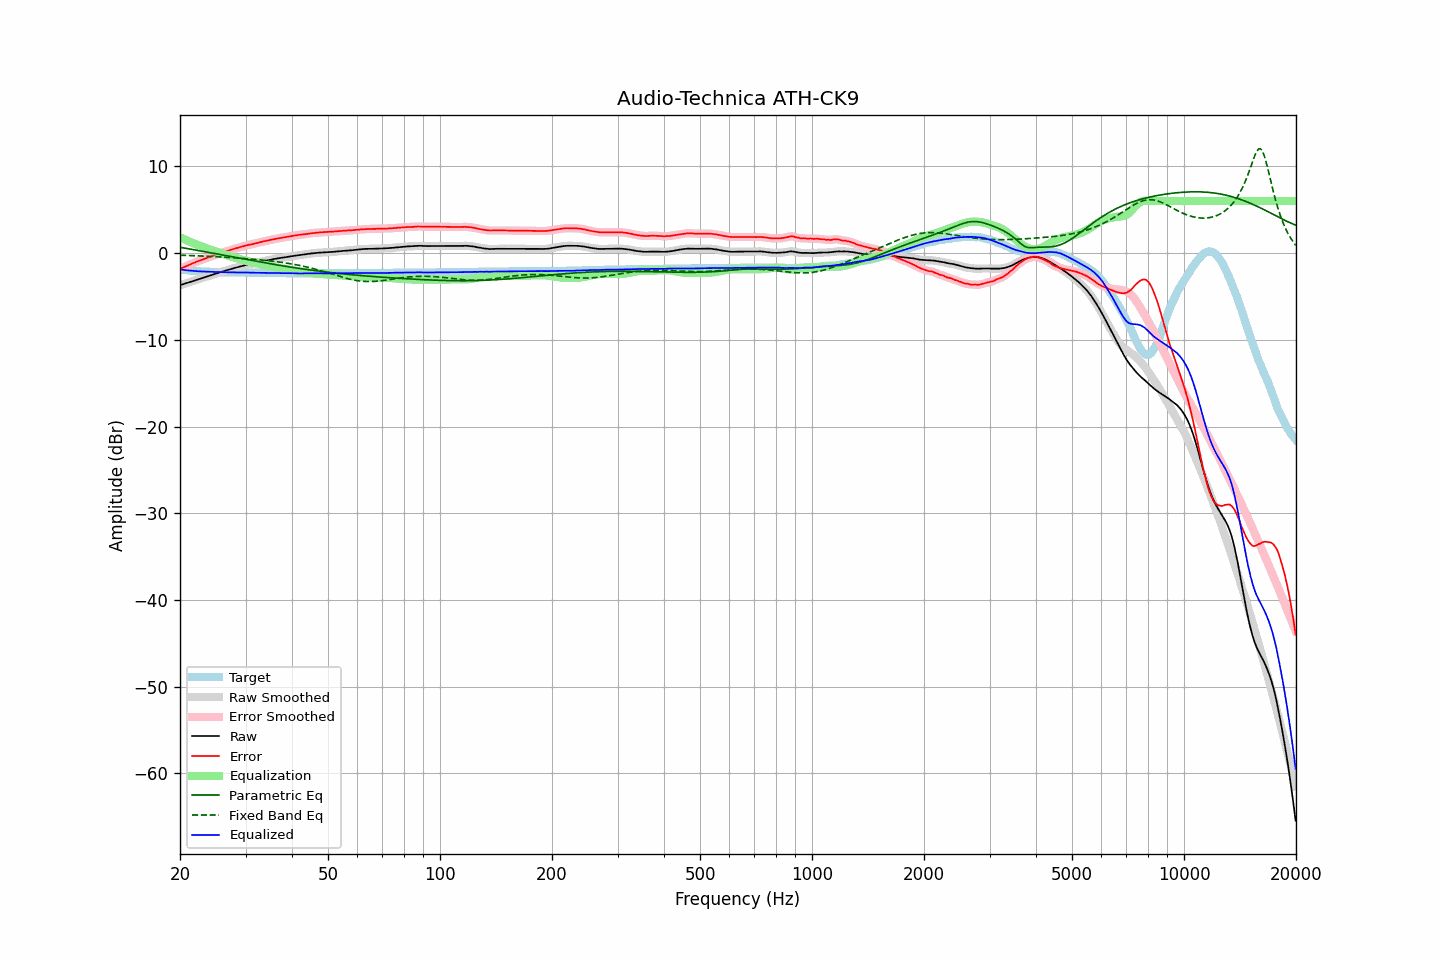 Audio-Technica ATH-CK9
10
0
−10
−20
−30
−40
−50
−60
Amplitude (dBr)
Target
Raw Smoothed
Error Smoothed
Raw
Error
Equalization
Parametric Eq
Fixed Band Eq
Equalized
20 50 100 200 500 1000 2000 5000 10000 20000
Frequency (Hz)